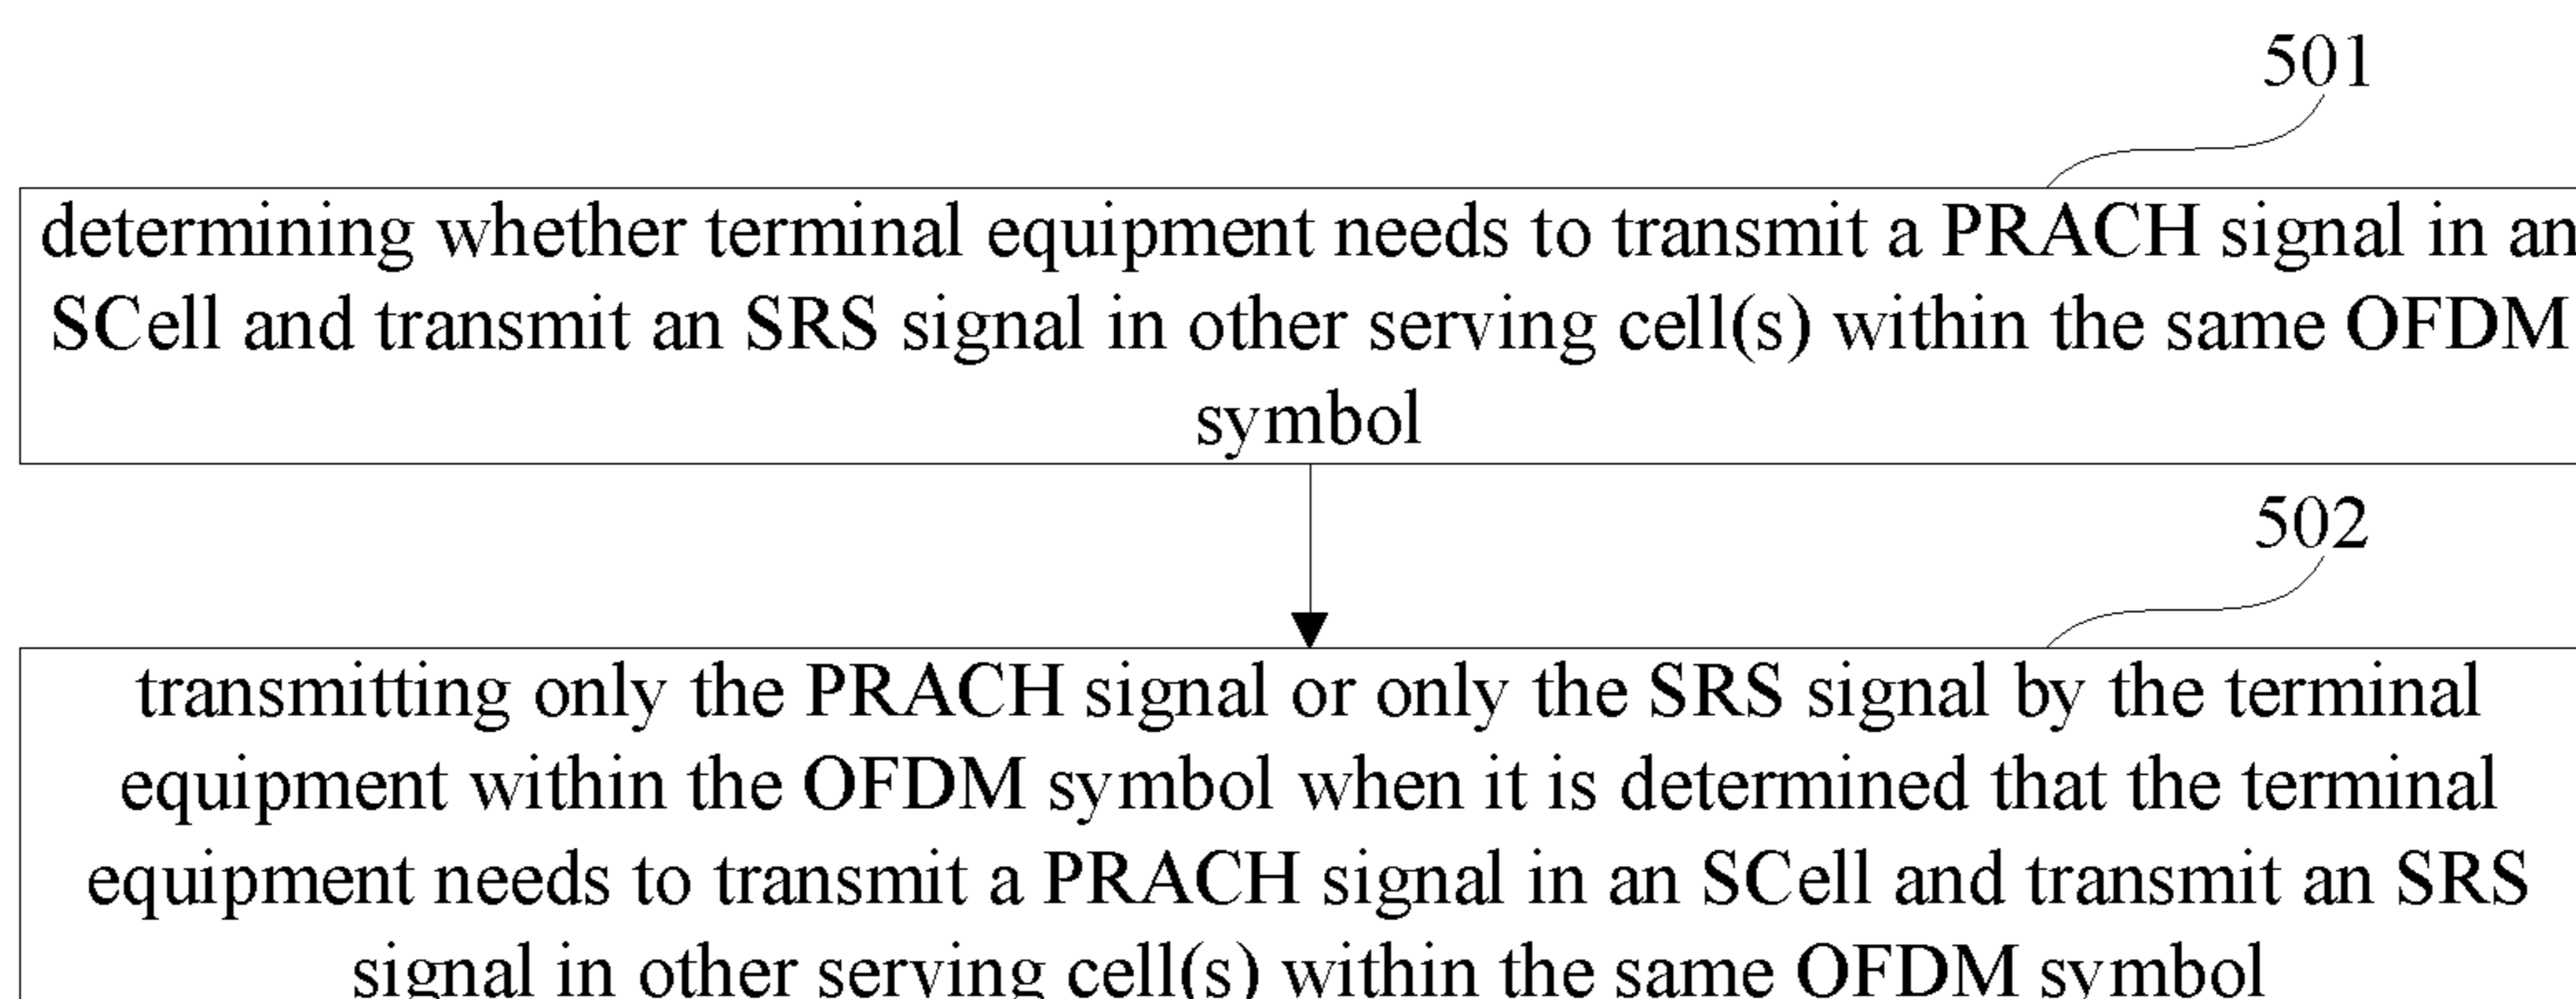 501
determining whether terminal equipment needs to transmit a PRACH signal in an
SCell and transmit an SRS signal in other serving cell(s) within the same OFDM
symbol
502
transmitting only the PRACH signal or only the SRS signal by the terminal
equipment within the OFDM symbol when it is determined that the terminal
equipment needs to transmit a PRACH signal in an SCell and transmit an SRS
signal in other serving cell(s) within the same OFDM symbol